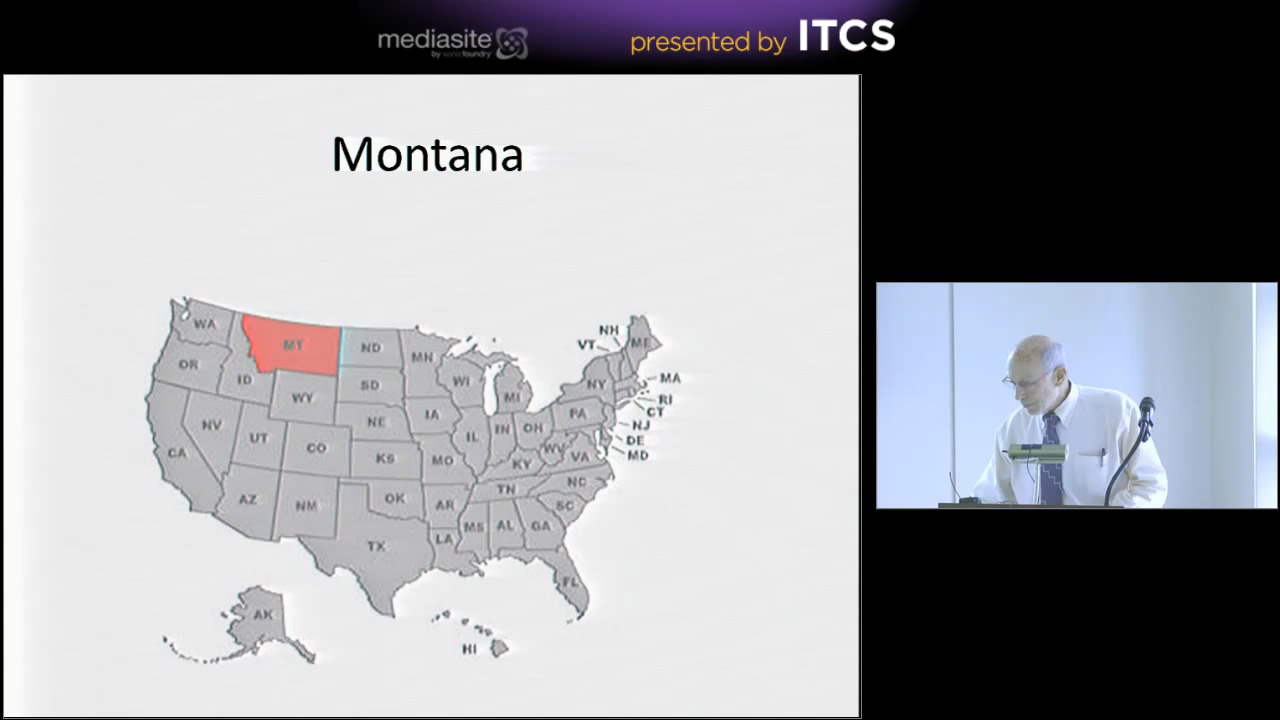 mediasite
by sonicfoundry
presented by ITCS
Montana
WA
MT
ND
MN
OR
ID
WY
SD
WI
MI
NH
VT
ME
NY
MA
RI
CT
NV
UT
CO
NE
IA
IL
IN
OH
PA
NJ
DE
MD
CA
KS
MO
KY
WV
VA
AZ
NM
OK
AR
TN
NC
SC
TX
LA
MS
AL
GA
FL
AK
HI